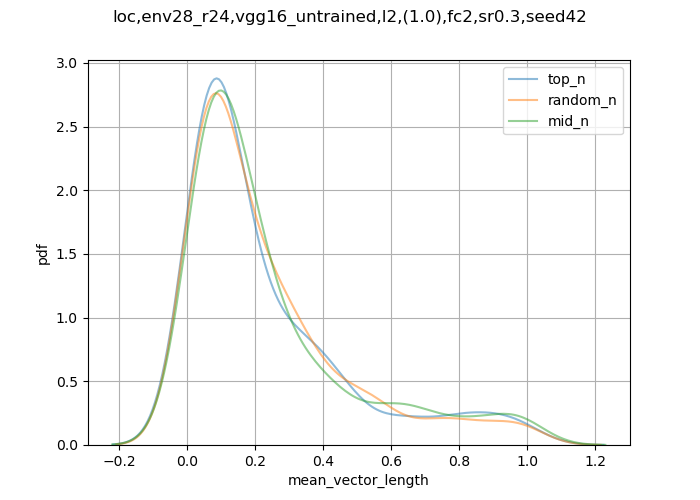 loc,env28_r24,vgg16_untrained,l2,(1.0),fc2,sr0.3,seed42
3.0
2.5
2.0
1.5
1.0
0.5
0.0
pdf
top_n
random_n
mid_n
−0.2 0.0 0.2 0.4 0.6 0.8 1.0 1.2
mean_vector_length